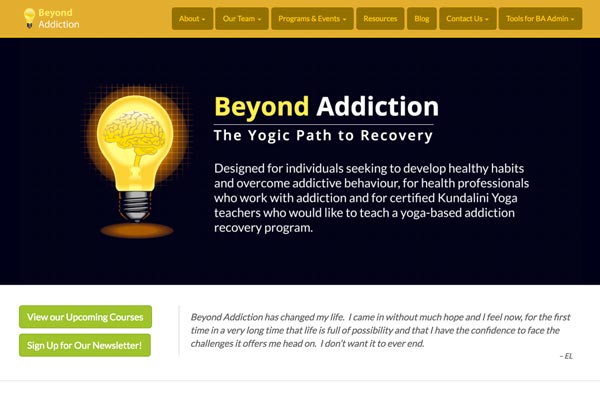 Beyond
Addiction
About
Our Team
Programs & Events
Resources
Blog
Contact Us
Tools for BA Admin
Beyond Addiction
The Yogic Path to Recovery
Designed for individuals seeking to develop healthy habits
and overcome addictive behaviour, for health professionals
who work with addiction and for certified Kundalini Yoga
teachers who would like to teach a yoga-based addiction
recovery program.
View our Upcoming Courses
Sign Up for Our Newsletter!
Beyond Addiction has changed my life. I came in without much hope and I feel now, for the first
time in a very long time that life is full of possibility and that I have the confidence to face the
challenges it offers me head on. I don't want it to ever end.
– EL